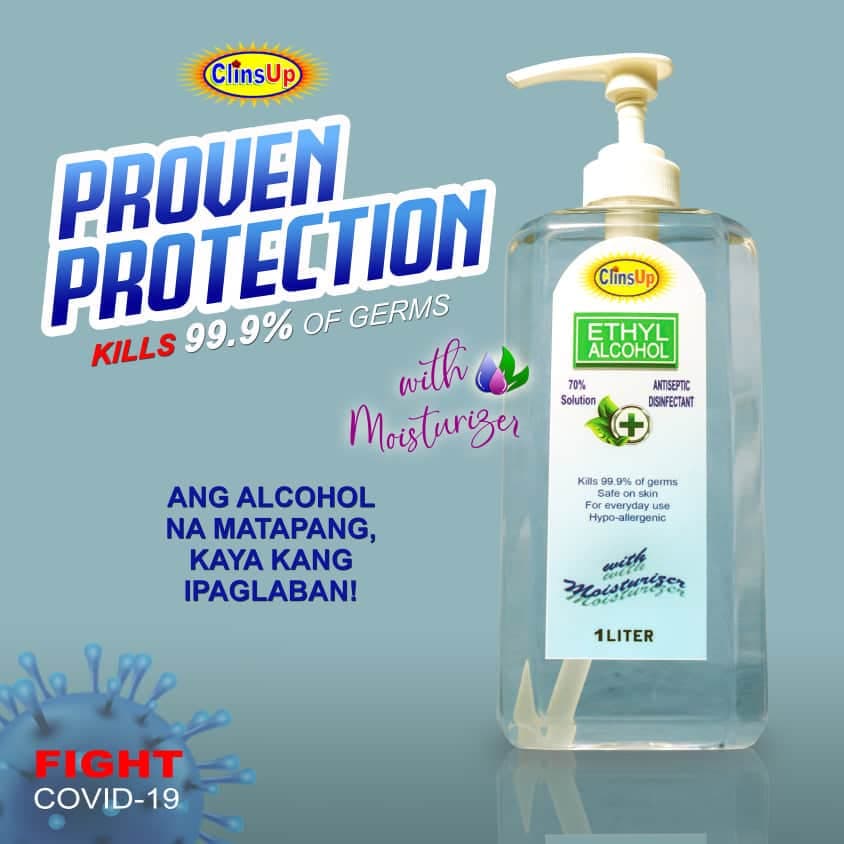 ClinsUp
PROVEN
PROTECTION
KILLS 99.9% OF GERMS
with
Moisturizer
ANG ALCOHOL
NA MATAPANG,
KAYA KANG
IPAGLABAN!
FIGHT
COVID-19
ClinsUp
ETHYL
ALCOHOL
70%
Solution
ANTISEPTIC
DISINFECTANT
Kills 99.9% of germs
Safe on skin
For everyday use
Hypo-allergenic
with
Moisturizer
1 LITER